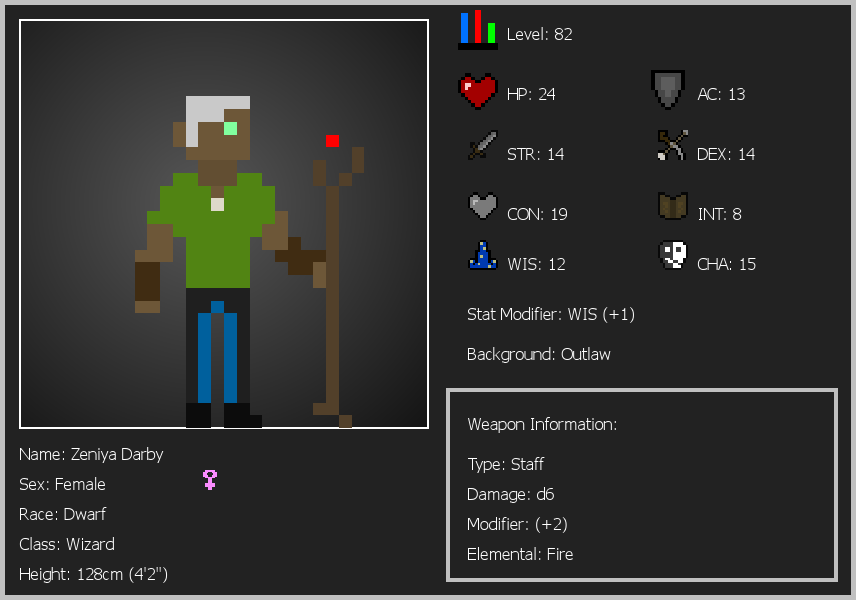 Level: 82
HP: 24
AC: 13
STR: 14
DEX: 14
CON: 19
INT: 8
WIS: 12
CHA: 15
Stat Modifier: WIS (+1)
Background: Outlaw
Weapon Information:
Type: Staff
Damage: d6
Modifier: (+2)
Elemental: Fire
Name: Zeniya Darby
Sex: Female
Race: Dwarf
Class: Wizard
Height: 128cm (4'2")